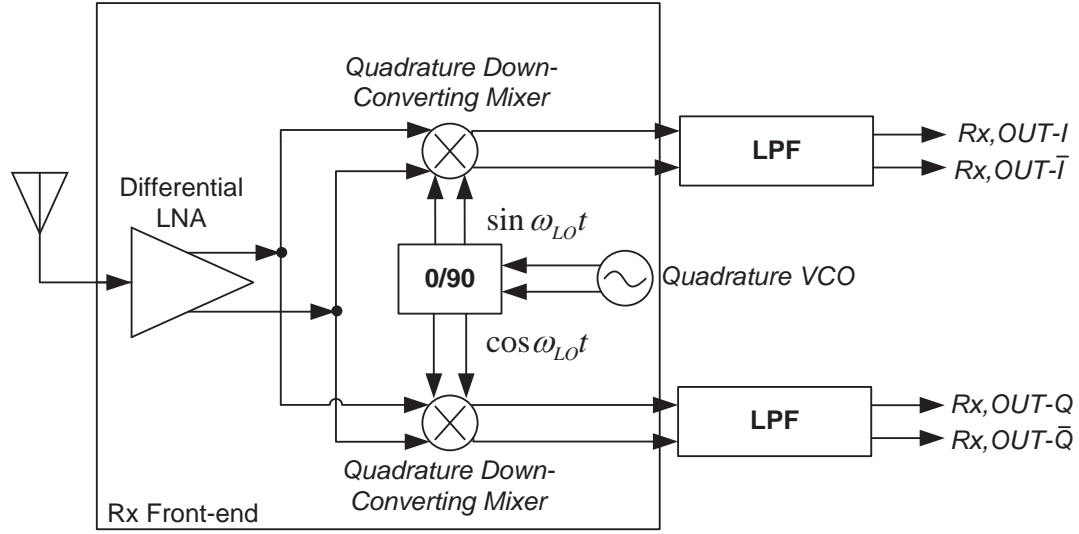 Quadrature Down-
Converting Mixer
LPF
Rx,OUT-I
Rx,OUT-Ī
Differential
LNA
sin ω_LO t
0/90
Quadrature VCO
cos ω_LO t
LPF
Rx,OUT-Q
Rx,OUT-Q̄
Quadrature Down-
Converting Mixer
Rx Front-end